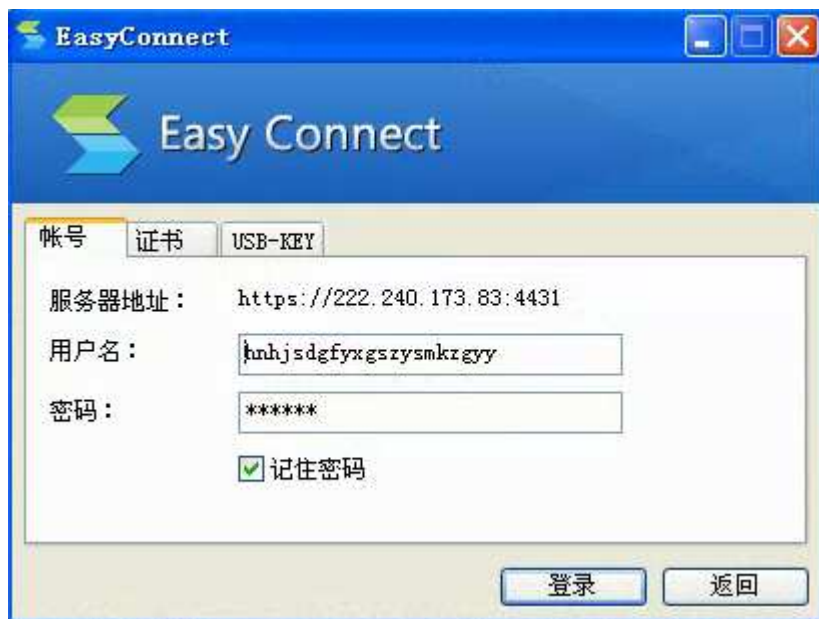 EasyConnect
Easy Connect
帐号 证书 USB-KEY
服务器地址： https://222.240.173.83:4431
用户名： hnhjsdgfyxgszysmkzgyy
密码： ******
记住密码
登录 返回